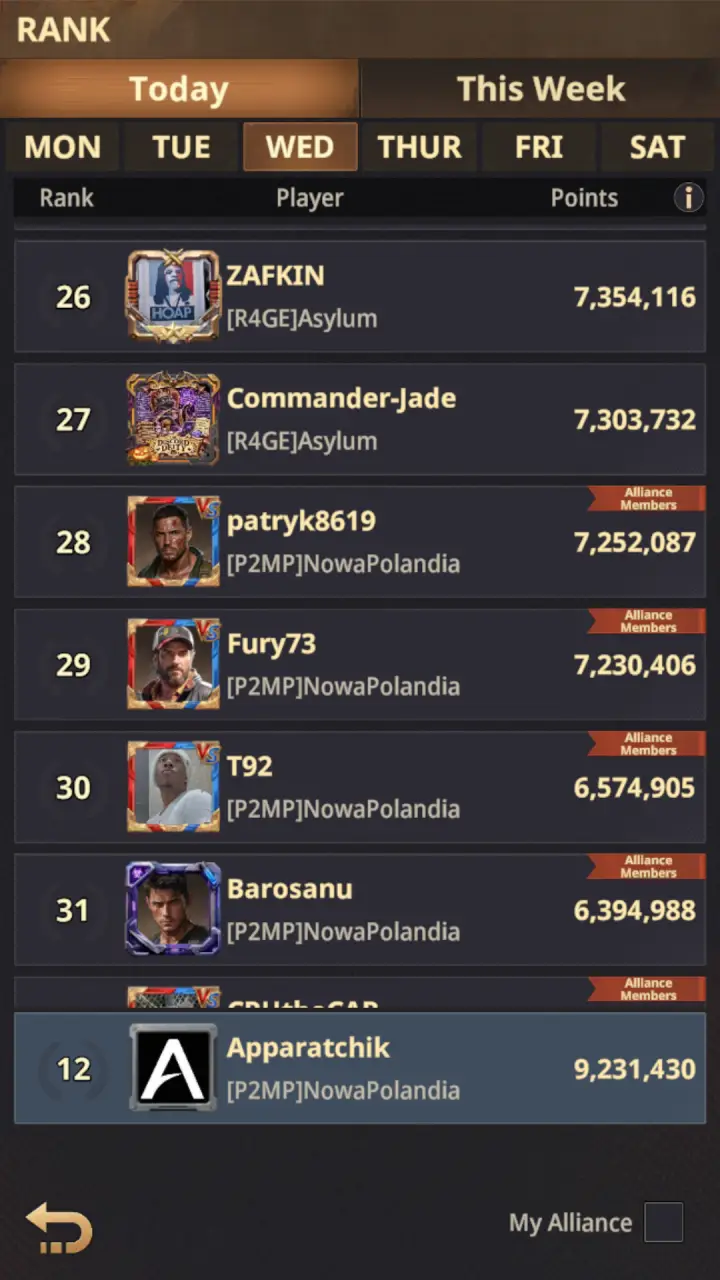 RANK
Today
This Week
MON
TUE
WED
THUR
FRI
SAT
Rank
Player
Points
26
HOAP
ZAFKIN
[R4GE]Asylum
7,354,116
27
Commander-Jade
[R4GE]Asylum
7,303,732
28
VS
patryk8619
[P2MP]NowaPolandia
Alliance
Members
7,252,087
29
VS
Fury73
[P2MP]NowaPolandia
Alliance
Members
7,230,406
30
VS
T92
[P2MP]NowaPolandia
Alliance
Members
6,574,905
31
Barosanu
[P2MP]NowaPolandia
Alliance
Members
6,394,988
VS
Alliance
Members
12
A
Apparatchik
[P2MP]NowaPolandia
9,231,430
My Alliance